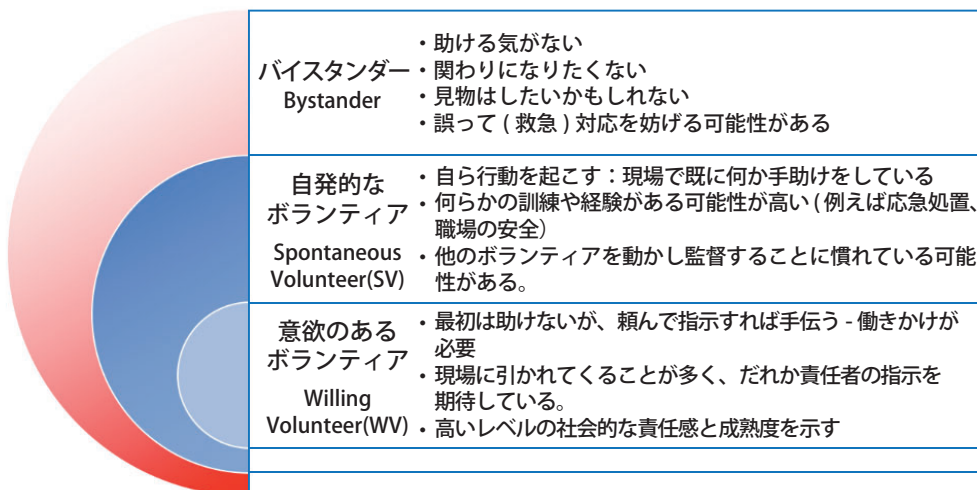 バイスタンダー
Bystander
・助ける気がない
・関わりになりたくない
・見物はしたいかもしれない
・誤って ( 救急 ) 対応を妨げる可能性がある
自発的な
ボランティア
Spontaneous
Volunteer(SV)
・自ら行動を起こす：現場で既に何か手助けをしている
・何らかの訓練や経験がある可能性が高い ( 例えば応急処置、
職場の安全）
・他のボランティアを動かし監督することに慣れている可能
性がある。
意欲のある
ボランティア
Willing
Volunteer(WV)
・最初は助けないが、頼んで指示すれば手伝う - 働きかけが
必要
・現場に引かれてくることが多く、だれか責任者の指示を
期待している。
・高いレベルの社会的な責任感と成熟度を示す